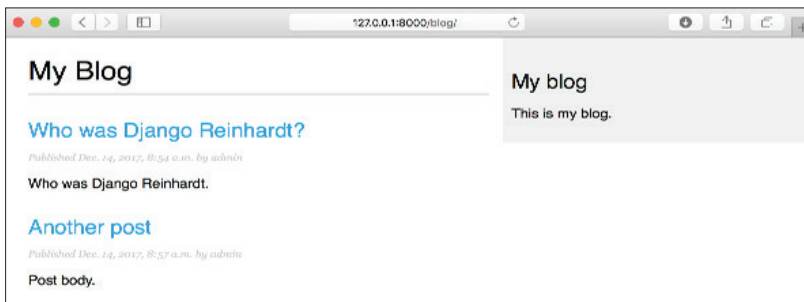 127.0.0.1:8000/blog/
My Blog
Who was Django Reinhardt?
Published Dec. 14, 2017, 8:54 a.m. by admin
Who was Django Reinhardt.
Another post
Published Dec. 14, 2017, 8:57 a.m. by admin
Post body.
My blog
This is my blog.